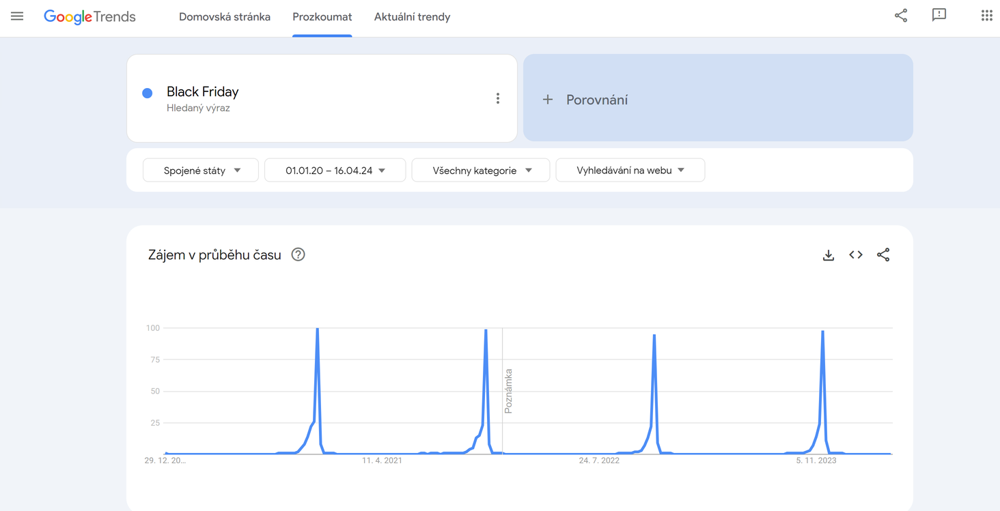 Google Trends
Domovská stránka
Prozkoumat
Aktuální trendy
Black Friday
Hledaný výraz
+ Porovnání
Spojené státy
01.01.20 – 16.04.24
Všechny kategorie
Vyhledávání na webu
Zájem v průběhu času
100
75
50
25
Poznámka
29. 12. 20...
11. 4. 2021
24. 7. 2022
5. 11. 2023